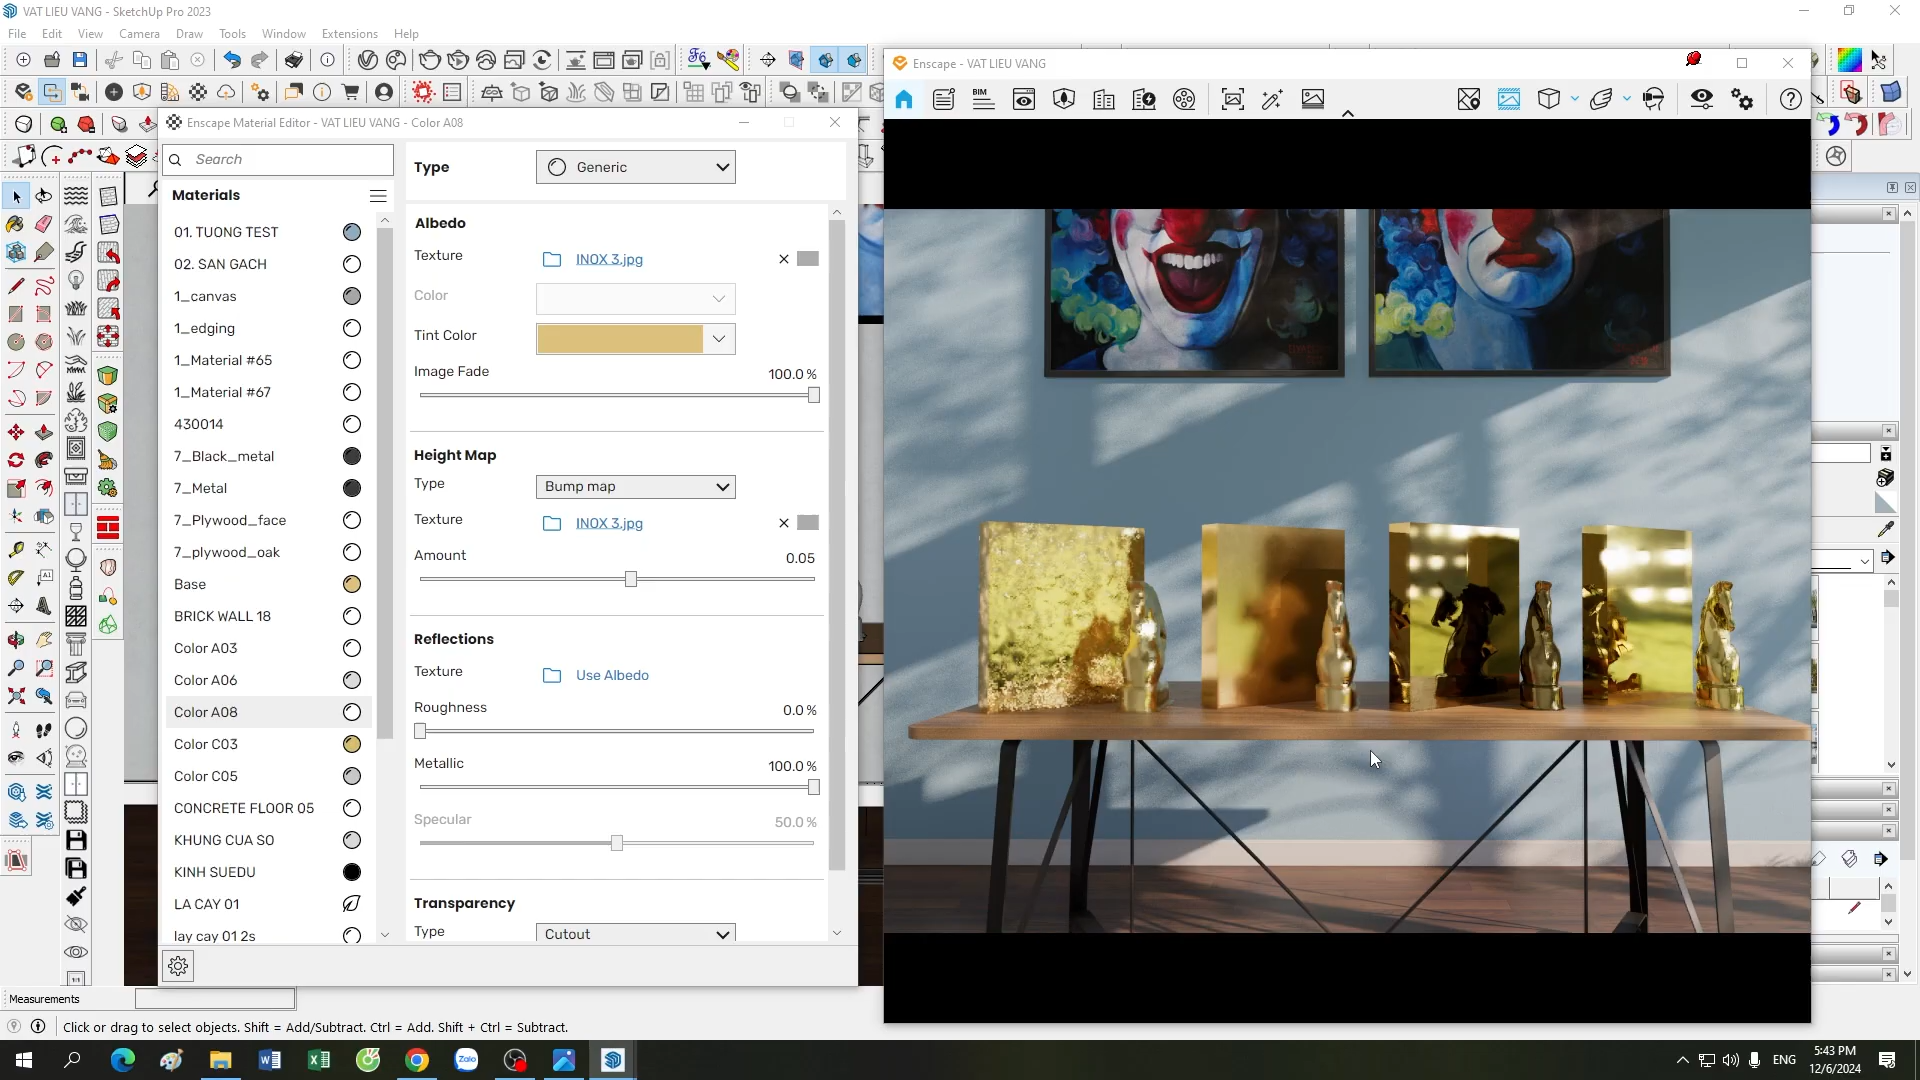 VAT LIEU VANG - SketchUp Pro 2023
File Edit View Camera Draw Tools Window Extensions Help
Enscape - VAT LIEU VANG
BIM
Enscape Material Editor - VAT LIEU VANG - Color A08
Search
Materials
01. TUONG TEST
02. SAN GACH
1_canvas
1_edging
1_Material #65
1_Material #67
430014
7_Black_metal
7_Metal
7_Plywood_face
7_plywood_oak
Base
BRICK WALL 18
Color A03
Color A06
Color A08
Color C03
Color C05
CONCRETE FLOOR 05
KHUNG CUA SO
KINH SUEDU
LA CAY 01
lay cay 01 2s
Type Generic
Albedo
Texture INOX 3.jpg
Color
Tint Color
Image Fade 100.0 %
Height Map
Type Bump map
Texture INOX 3.jpg
Amount 0.05
Reflections
Texture Use Albedo
Roughness 0.0 %
Metallic 100.0 %
Specular 50.0 %
Transparency
Type Cutout
Measurements
Click or drag to select objects. Shift = Add/Subtract. Ctrl = Add. Shift + Ctrl = Subtract.
Zalo
ENG
5:43 PM
12/6/2024